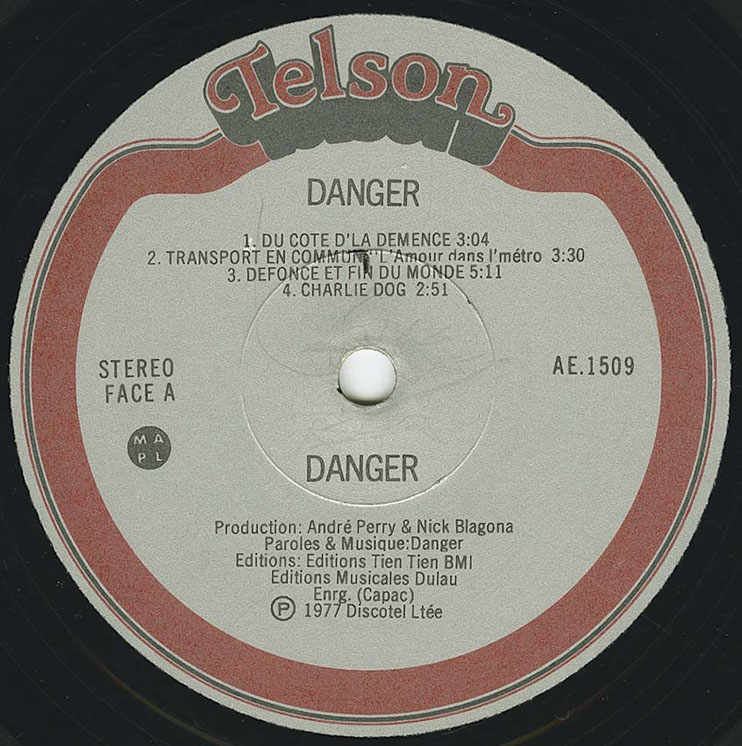 Telson
DANGER
1. DU COTE D'LA DEMENCE 3:04
2. TRANSPORT EN COMMUN "L'Amour dans l'métro 3:30
3. DEFONCE ET FIN DU MONDE 5:11
4. CHARLIE DOG 2:51
STEREO
FACE A
AE.1509
M A
P L
DANGER
Production: André Perry & Nick Blagona
Paroles & Musique:Danger
Editions: Editions Tien Tien BMI
Editions Musicales Dulau
Enrg. (Capac)
Ⓟ 1977 Discotel Ltée